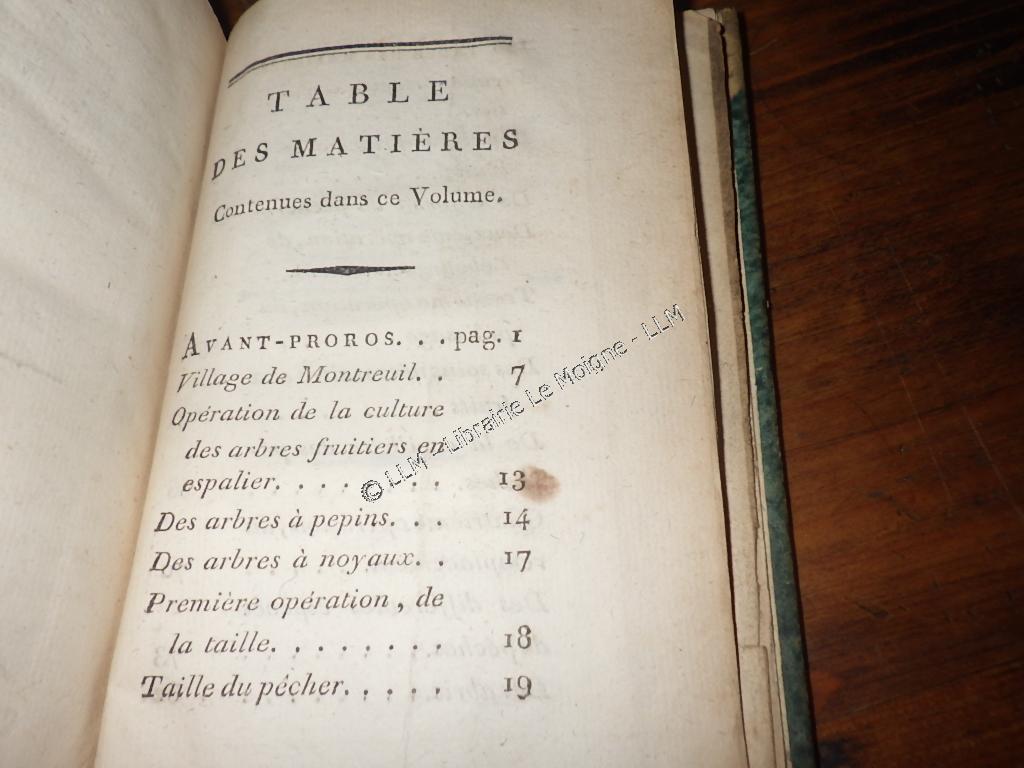 TABLE
DES MATIÈRES
Contenues dans ce Volume.
AVANT-PROROS. . . pag. 1
Village de Montreuil. . 7
Opération de la culture
des arbres fruitiers en
espalier. . . . . . . . 13
Des arbres à pepins. . . 14
Des arbres à noyaux. . 17
Première opération, de
la taille. . . . . . . . 18
Taille du pêcher. . . . . 19
© LLM - Librairie Le Moigne - LLM